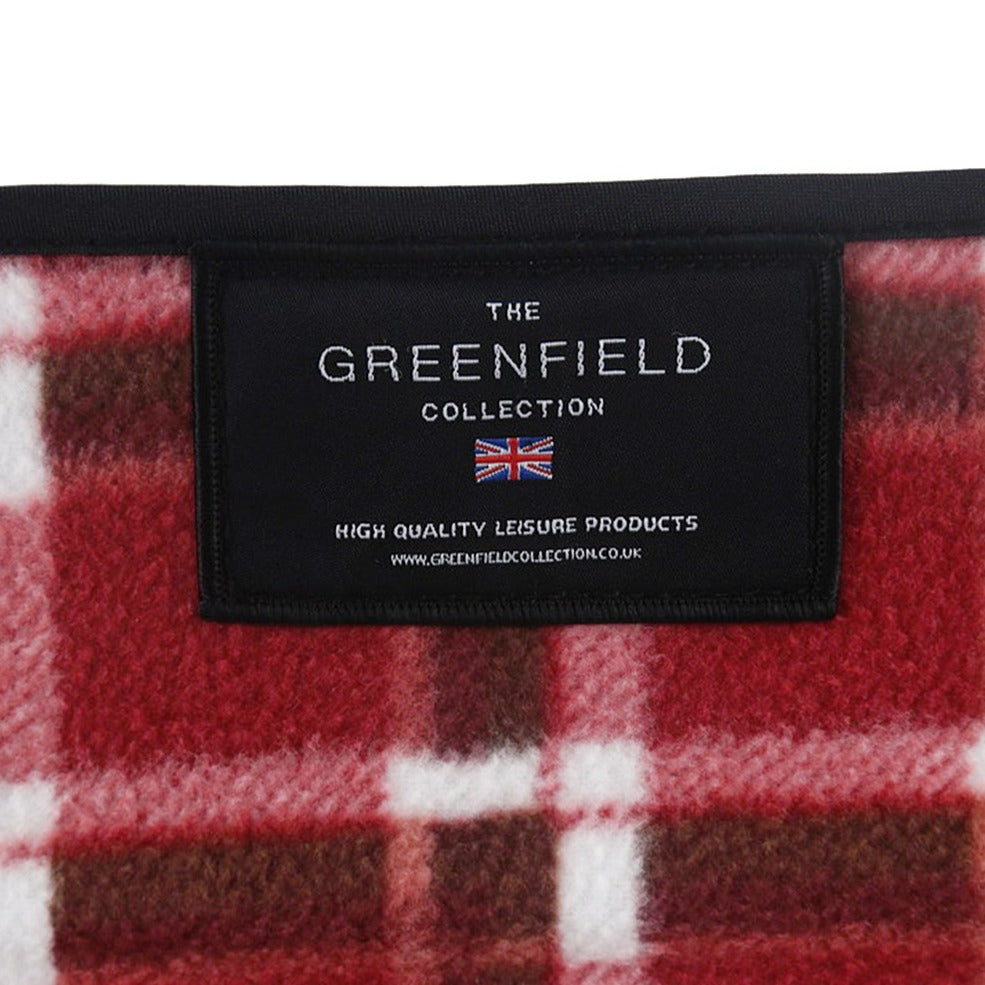 THE
GREENFIELD
COLLECTION
HIGH QUALITY LEISURE PRODUCTS
WWW.GREENFIELDCOLLECTION.CO.UK